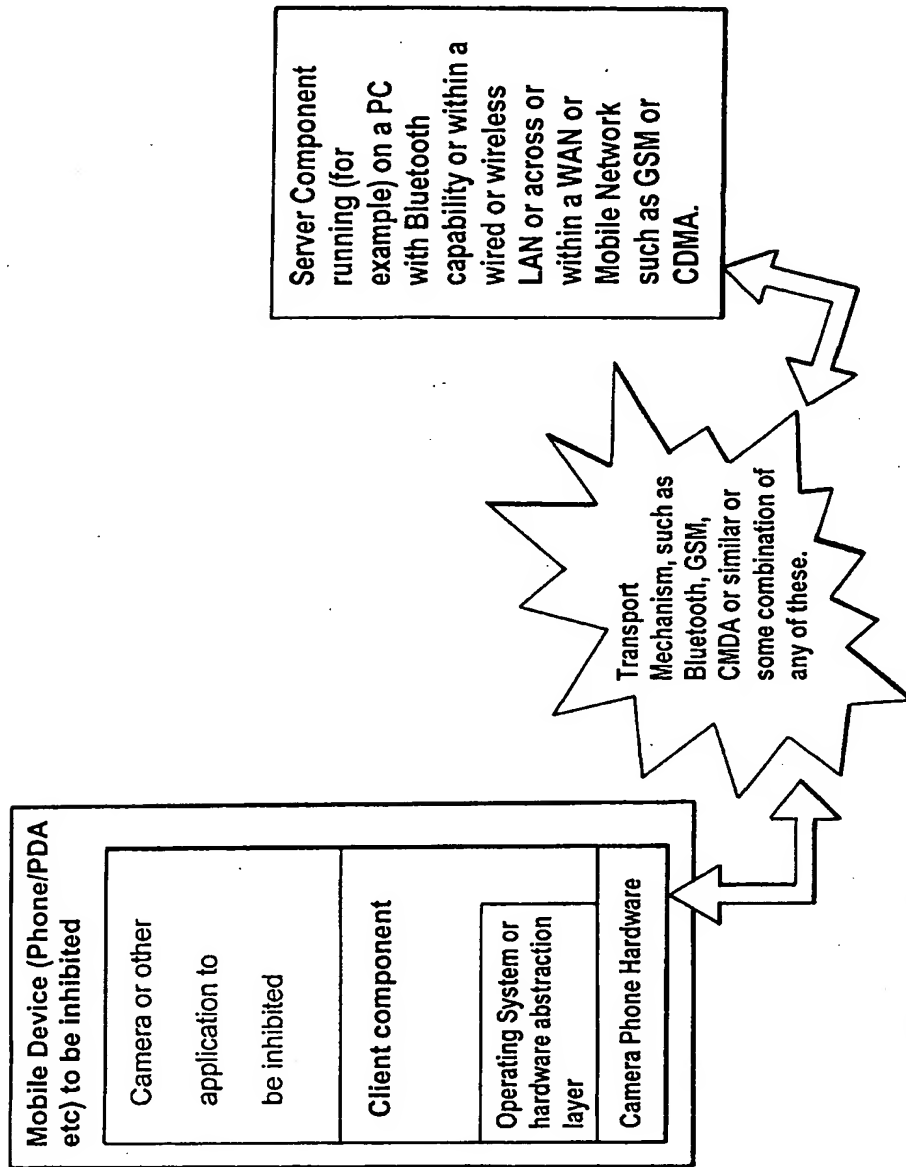 Mobile Device (Phone/PDA
etc) to be inhibited
Camera or other
application to
be inhibited
Client component
Operating System or
hardware abstraction
layer
Camera Phone Hardware
Transport
Mechanism, such as
Bluetooth, GSM,
CMDA or similar or
some combination of
any of these.
Server Component
running (for
example) on a PC
with Bluetooth
capability or within a
wired or wireless
LAN or across or
within a WAN or
Mobile Network
such as GSM or
CDMA.